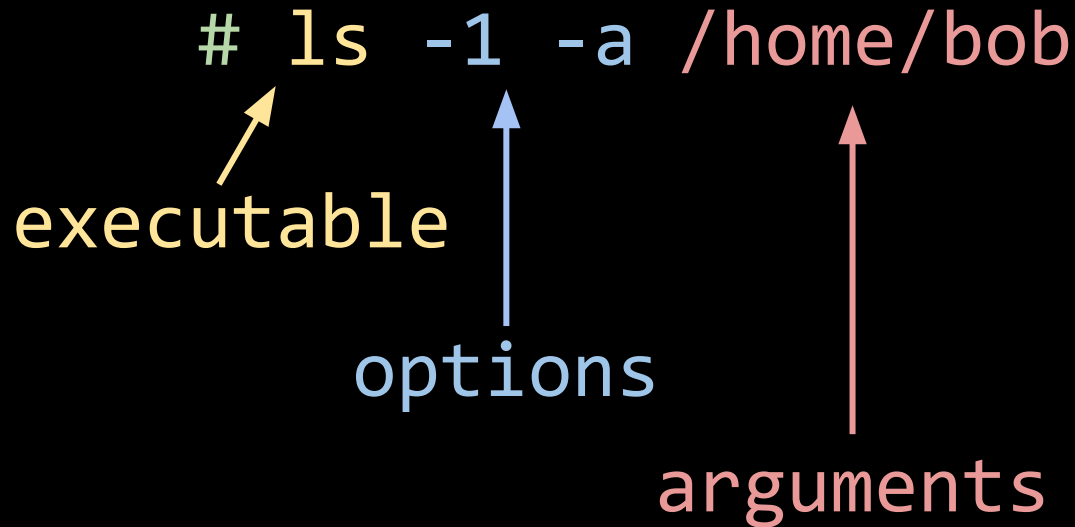 # ls -1 -a /home/bob
executable
options
arguments